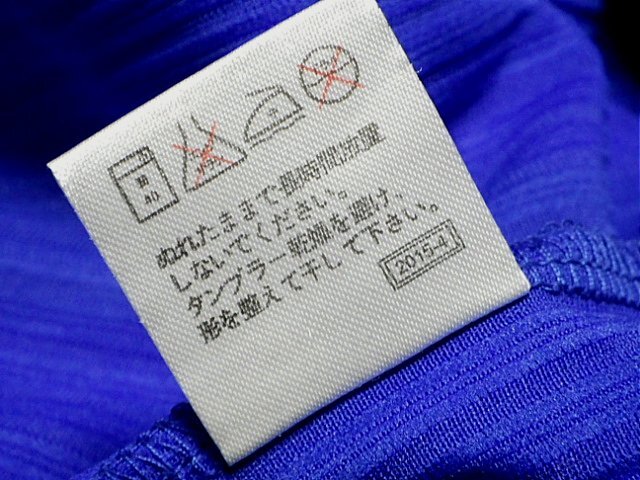 ぬれたままで長時間放置
しないでください。
タンブラー乾燥を避け、
形を整えて干して下さい。
2015-4